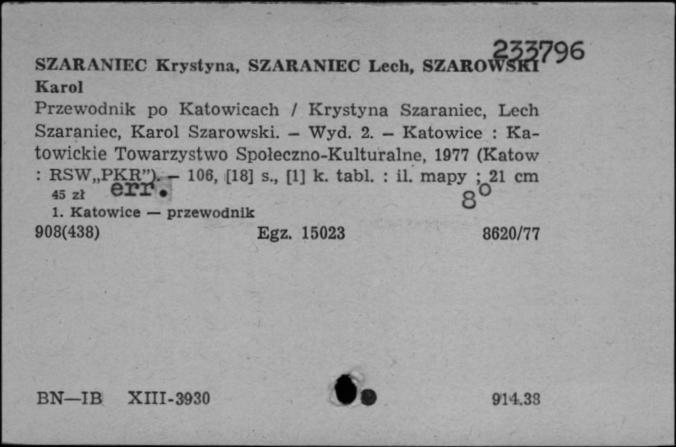 233796
SZARANIEC Krystyna, SZARANIEC Lech, SZAROWSKI
Karol
Przewodnik po Katowicach / Krystyna Szaraniec, Lech
Szaraniec, Karol Szarowski. — Wyd. 2. — Katowice : Ka-
towickie Towarzystwo Społeczno-Kulturalne, 1977 (Katow
: RSW„PKR”). — 106, [18] s., [1] k. tabl. : il. mapy ; 21 cm
45 zł err. 8°
1. Katowice — przewodnik
908(438) Egz. 15023 8620/77
BN—IB XIII-3930 914.38